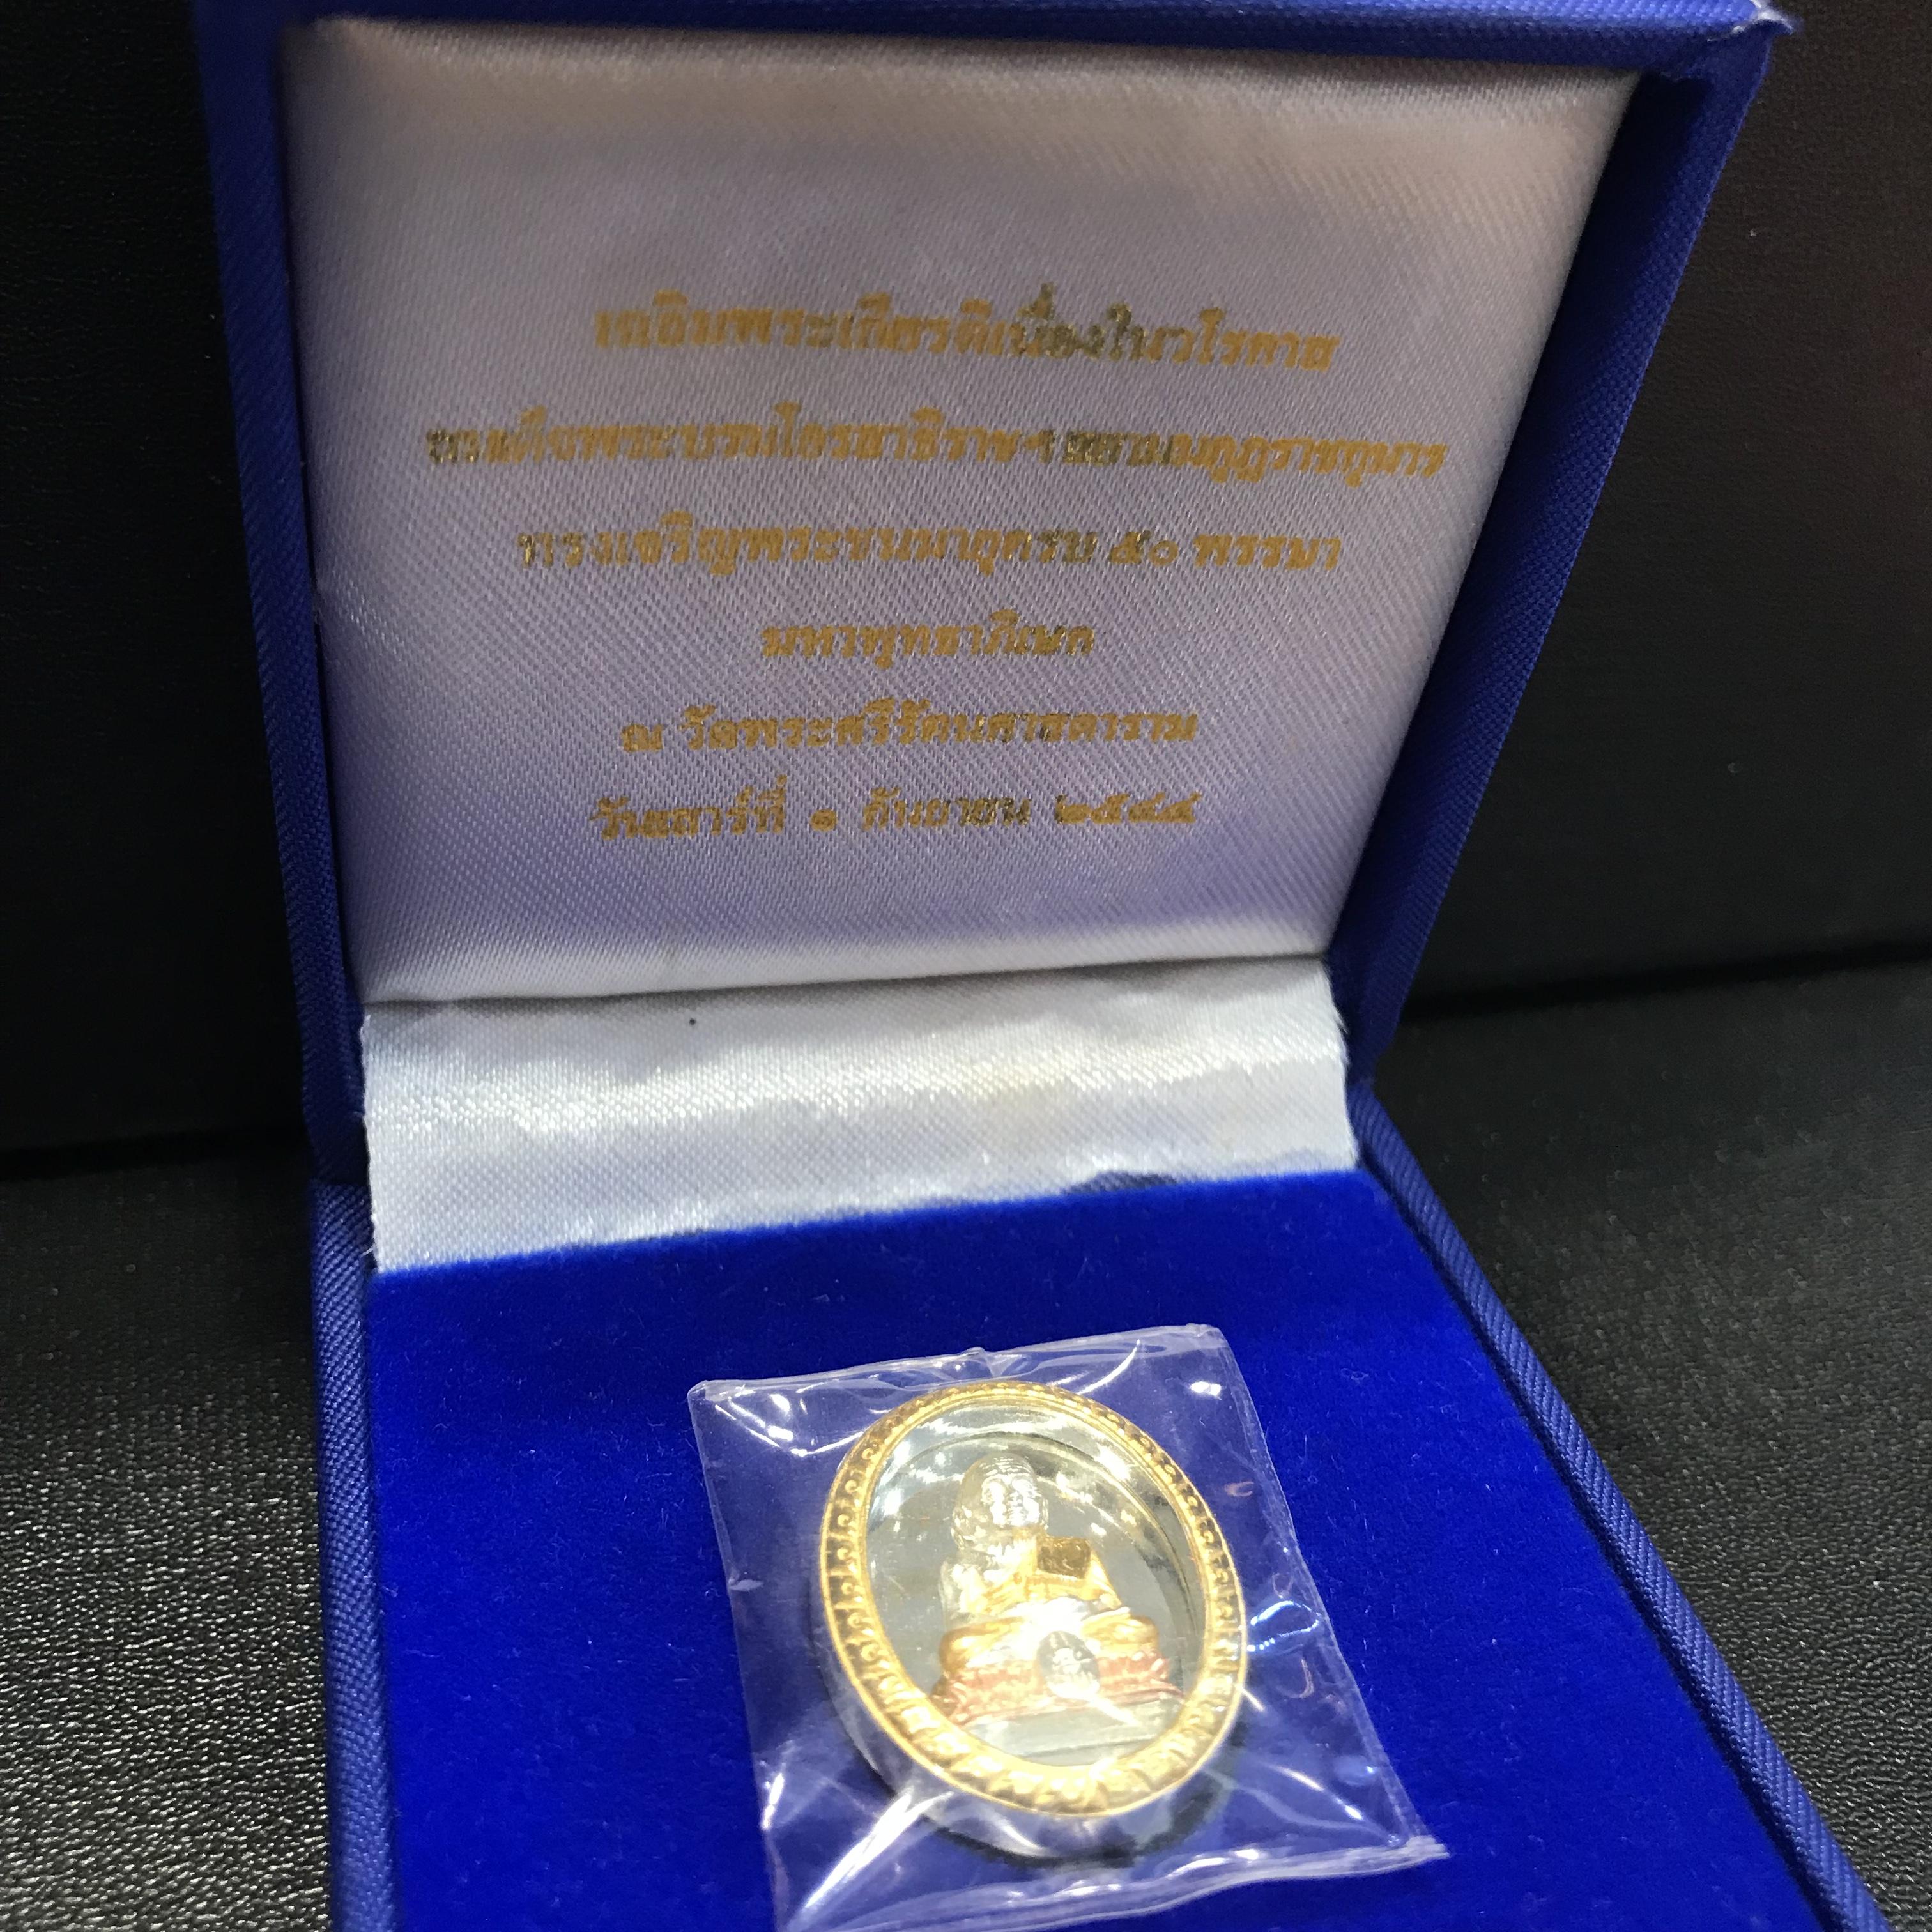 เฉลิมพระเกียรติเนื่องในวโรกาส
สมเด็จพระบรมโอรสาธิราชฯ สยามมกุฎราชกุมาร
ทรงเจริญพระชนมายุครบ ๕๐ พรรษา
มหาพุทธาภิเษก
ณ วัดพระศรีรัตนศาสดาราม
วันเสาร์ที่ ๑ กันยายน ๒๕๔๔